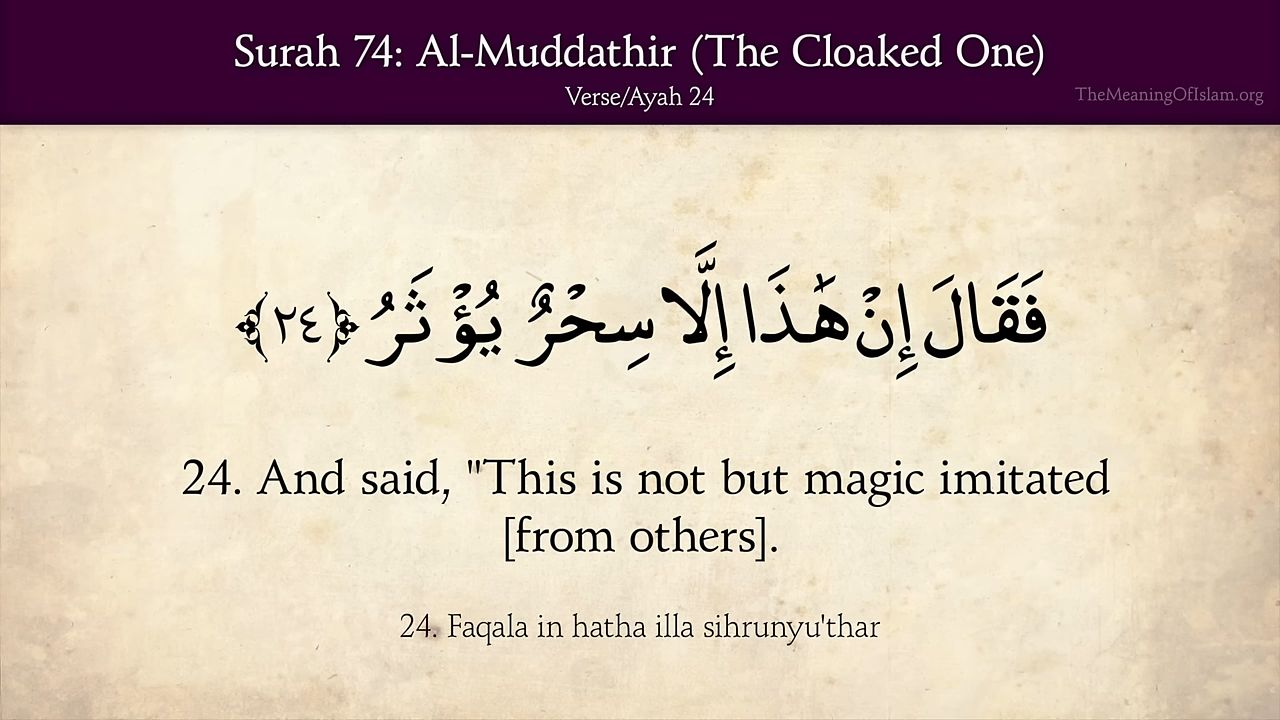 Surah 74: Al-Muddathir (The Cloaked One)
Verse/Ayah 24
TheMeaningOfIslam.org
فَقَالَ إِنْ هَٰذَا إِلَّا سِحْرٌ يُؤْثَرُ ﴿٢٤﴾
24. And said, "This is not but magic imitated
[from others].
24. Faqala in hatha illa sihrunyu'thar